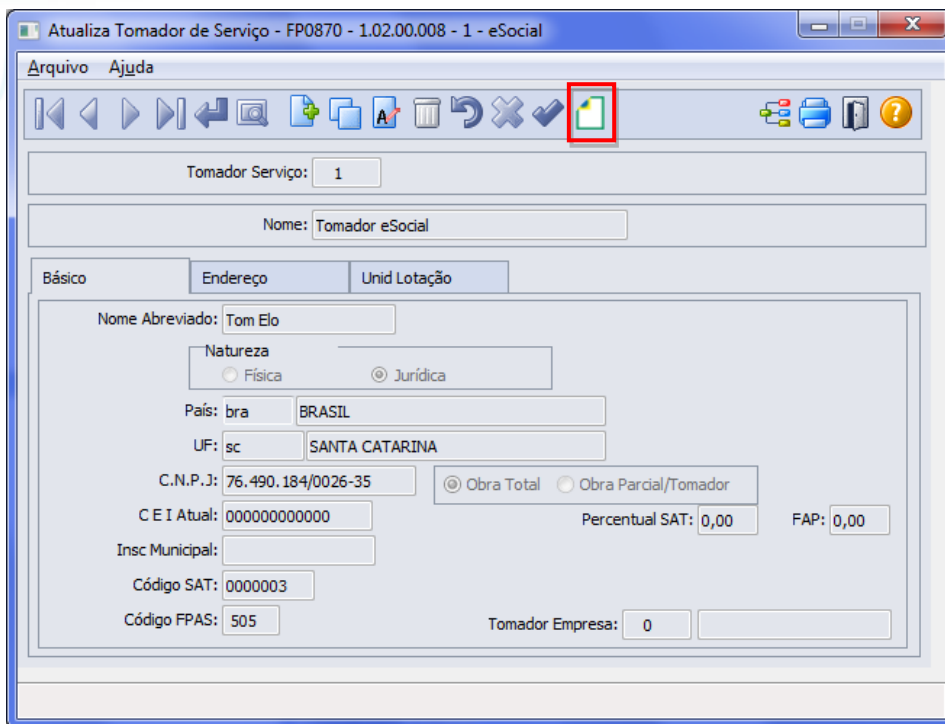 Atualiza Tomador de Serviço - FP0870 - 1.02.00.008 - 1 - eSocial
Arquivo Ajuda
Tomador Serviço: 1
Nome: Tomador eSocial
Básico Endereço Unid Lotação
Nome Abreviado: Tom Elo
Natureza
Física Jurídica
País: bra BRASIL
UF: sc SANTA CATARINA
C.N.P.J: 76.490.184/0026-35 Obra Total Obra Parcial/Tomador
C E I Atual: 000000000000 Percentual SAT: 0,00 FAP: 0,00
Insc Municipal:
Código SAT: 0000003
Código FPAS: 505 Tomador Empresa: 0